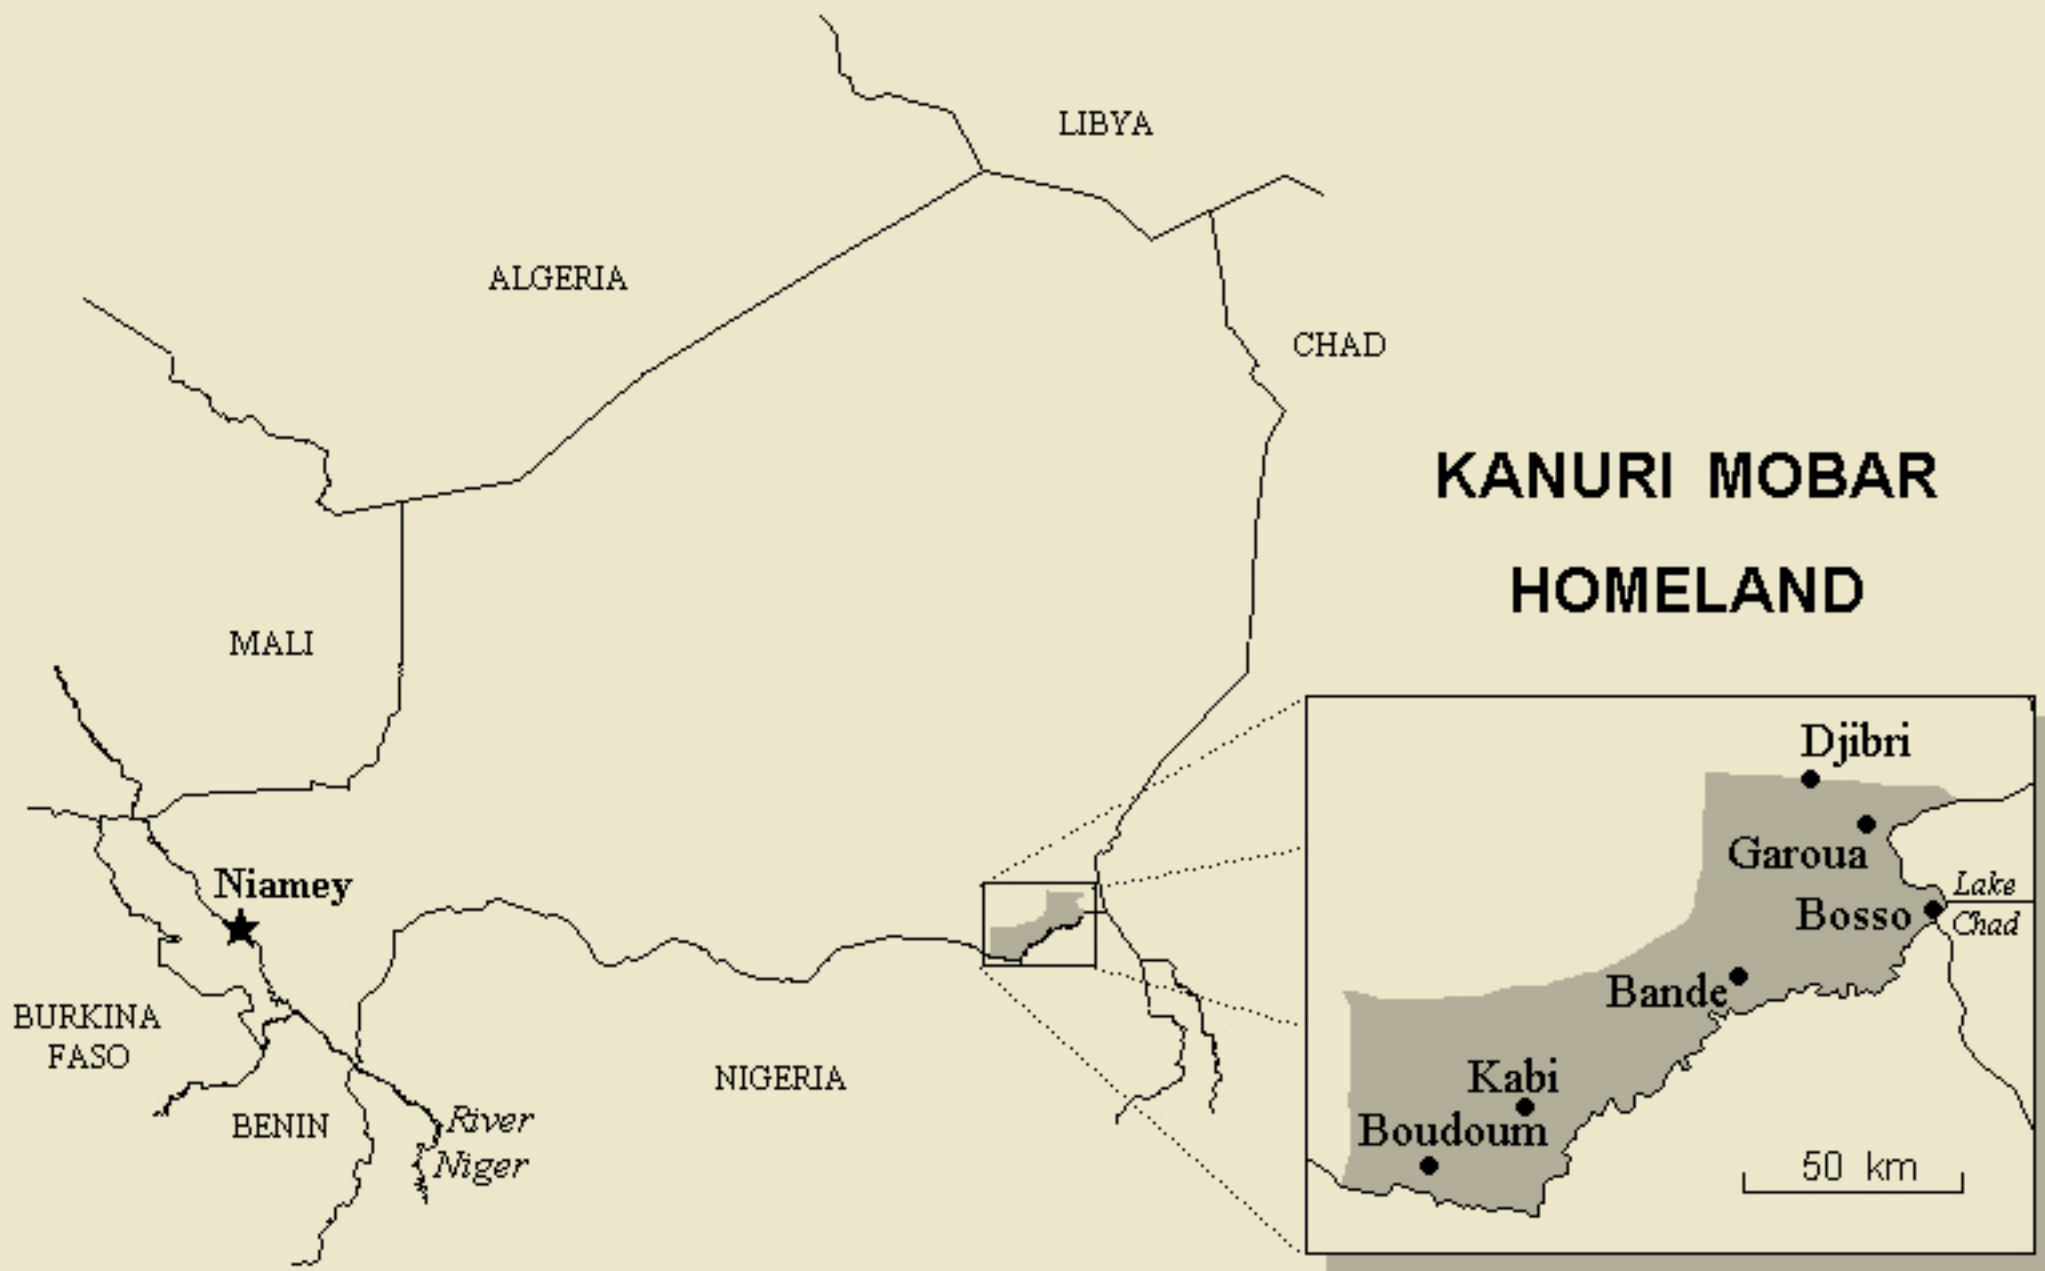 LIBYA
ALGERIA
CHAD
KANURI MOBAR
HOMELAND
MALI
Niamey
BURKINA
FASO
BENIN
River
Niger
NIGERIA
Djibri
Garoua
Lake
Chad
Bosso
Bande
Kabi
Boudoum
50 km